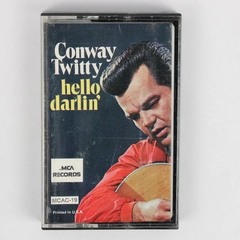 Conway
Twitty
hello
darlin'
MCA
RECORDS
MCAC-19
Printed in U.S.A.